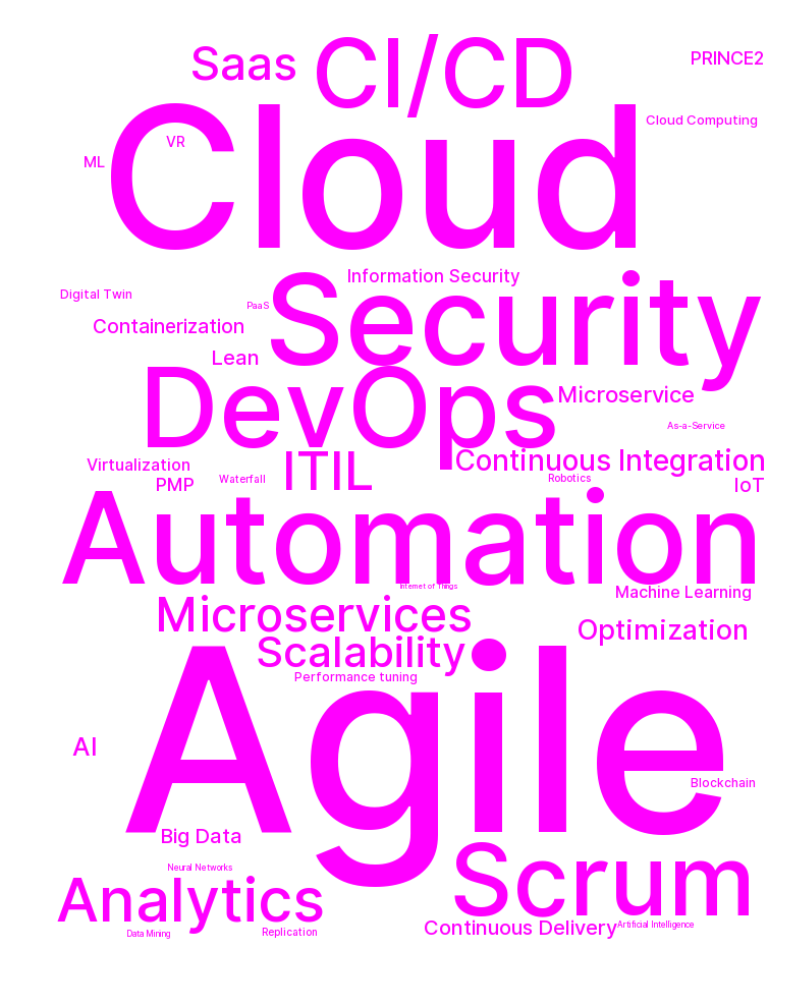 Saas
CI/CD
PRINCE2
Cloud
Cloud Computing
VR
ML
Information Security
Security
Digital Twin
PaaS
Containerization
Lean
DevOps
Microservice
As-a-Service
Virtualization
ITIL
Continuous Integration
PMP
Waterfall
Robotics
IoT
Automation
Internet of Things
Machine Learning
Microservices
Optimization
Scalability
Performance tuning
Agile
AI
Blockchain
Big Data
Neural Networks
Scrum
Analytics
Continuous Delivery
Artificial Intelligence
Data Mining
Replication